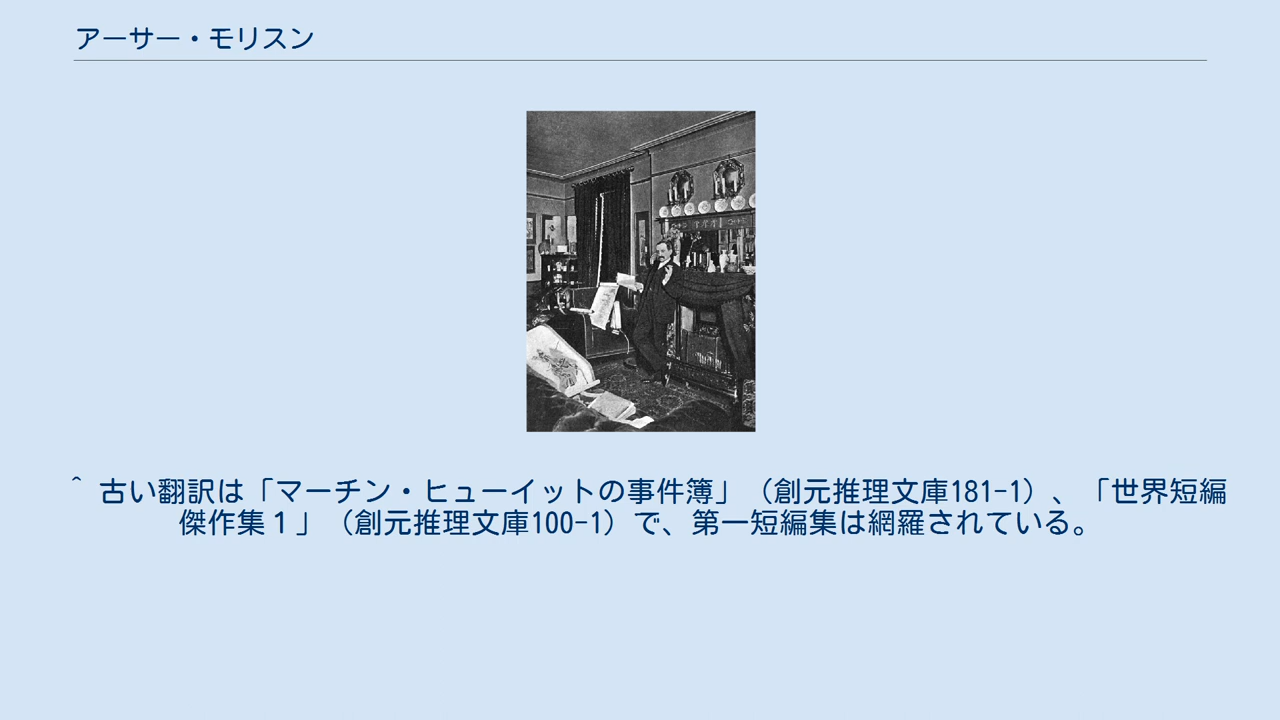 アーサー・モリスン
^ 古い翻訳は「マーチン・ヒューイットの事件簿」（創元推理文庫181-1）、「世界短編
傑作集１」（創元推理文庫100-1）で、第一短編集は網羅されている。